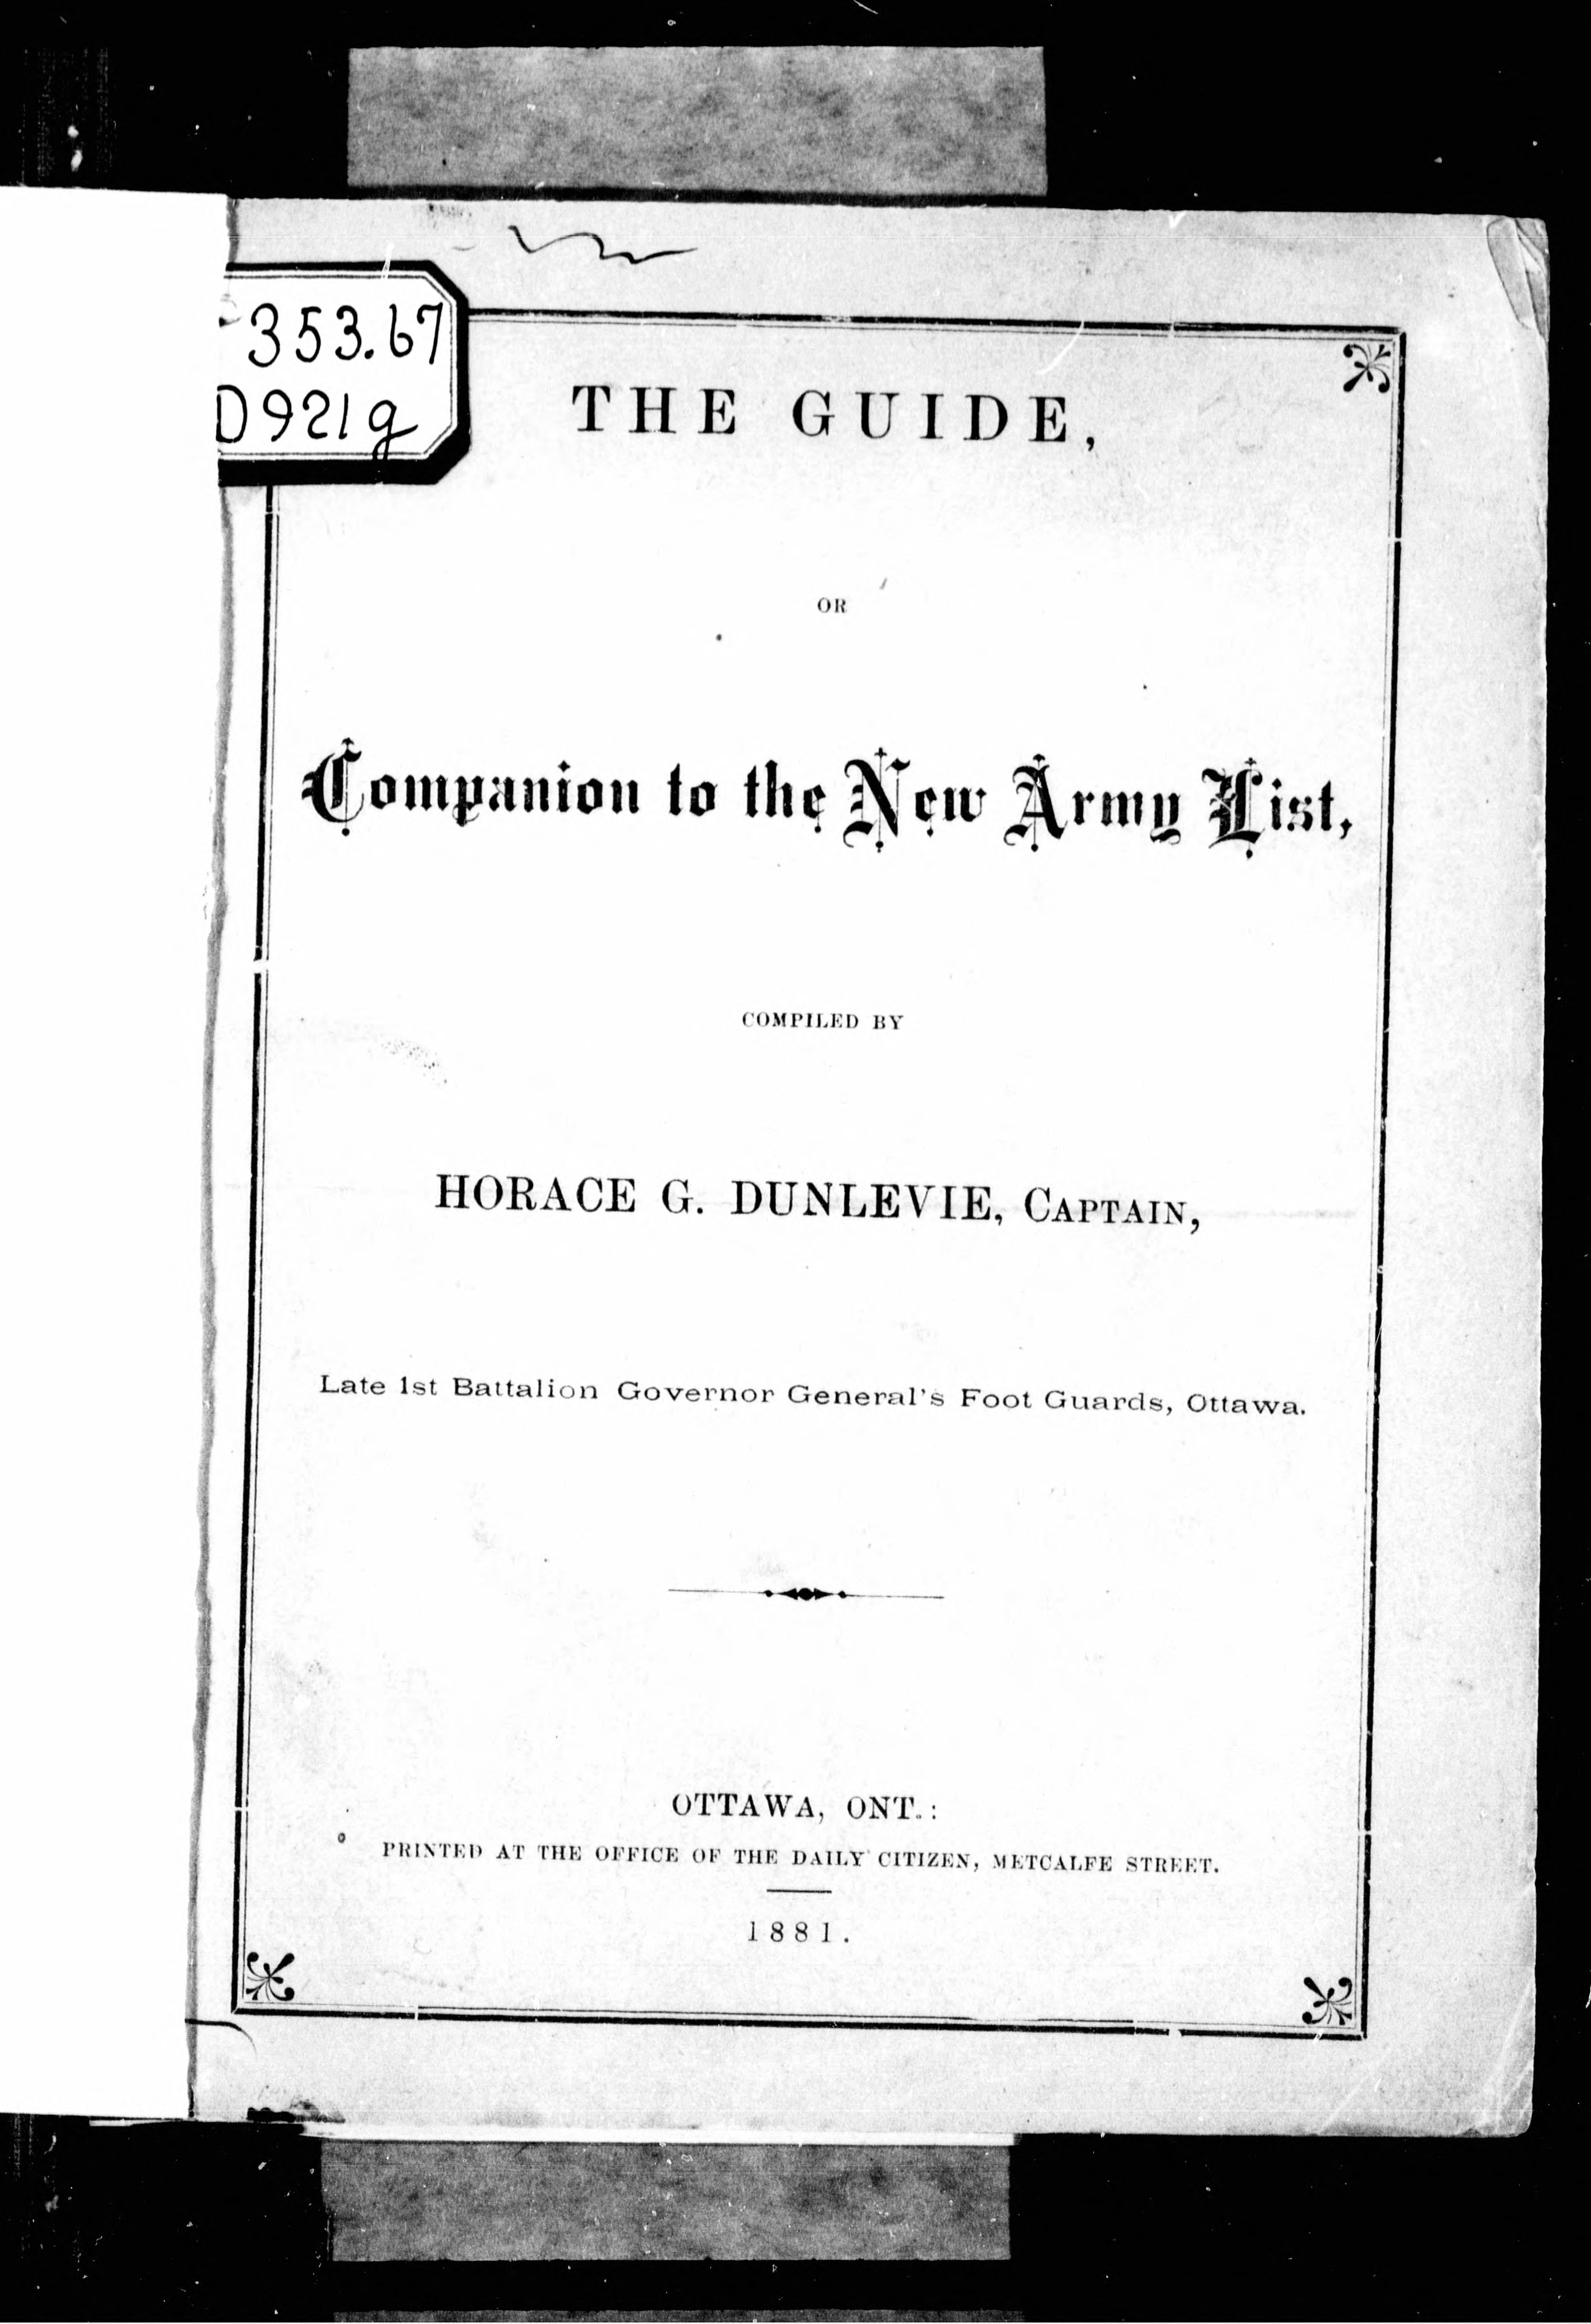 353.67
D921g
THE GUIDE,
OR
Companion to the New Army List,
COMPILED BY
HORACE G. DUNLEVIE, CAPTAIN,
Late 1st Battalion Governor General's Foot Guards, Ottawa.
OTTAWA, ONT.:
PRINTED AT THE OFFICE OF THE DAILY CITIZEN, METCALFE STREET.
1881.